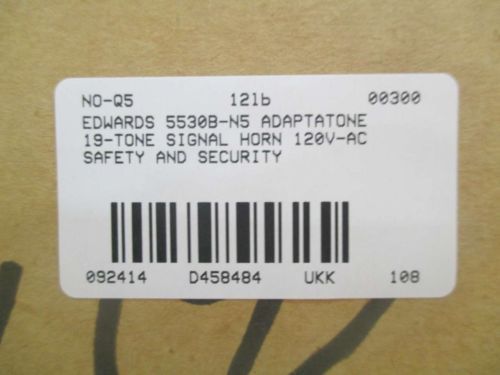 NO-Q5 12lb 00300
EDWARDS 5530B-N5 ADAPTATONE
19-TONE SIGNAL HORN 120V-AC
SAFETY AND SECURITY
092414 D458484 UKK 108